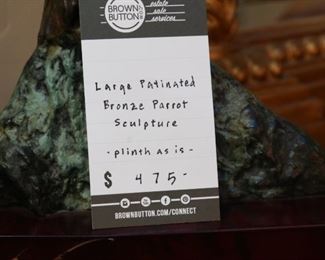 BROWN
BUTTON
estate
sale
services
Large Patinated
Bronze Parrot
Sculpture
- plinth as is -
$ 475-
BROWNBUTTON.COM/CONNECT